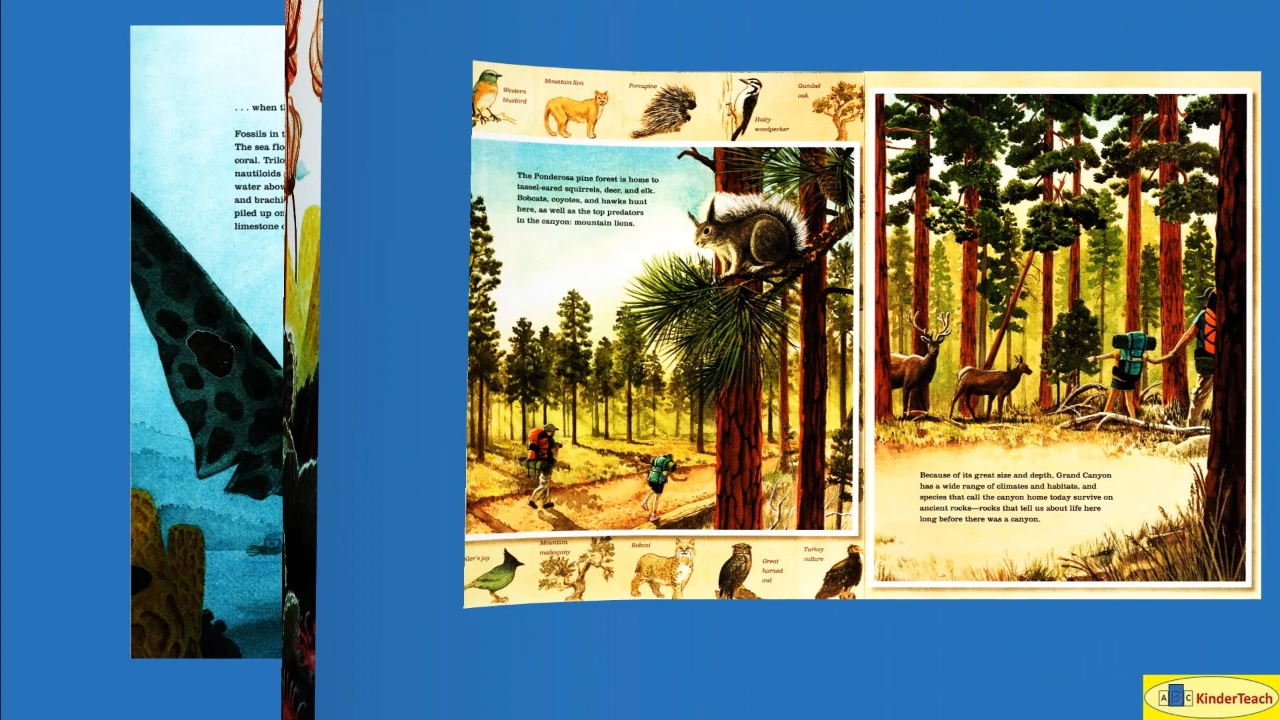 . . . when
Fossils in
The sea
coral.
nautiloids
water
and
piled up
limestone
Western
bluebird
Mountain lion
Porcupine
Hairy
woodpecker
Gambel
oak
The Ponderosa pine forest is home to
tassel-eared squirrels, deer, and elk.
Bobcats, coyotes, and hawks hunt
here, as well as the top predators
in the canyon: mountain lions.
jay
Mountain
mahogany
Bobcat
Great
horned
owl
Turkey
vulture
Because of its great size and depth, Grand Canyon
has a wide range of climates and habitats, and
species that call the canyon home today survive on
ancient rocks—rocks that tell us about life here
long before there was a canyon.
ABC KinderTeach